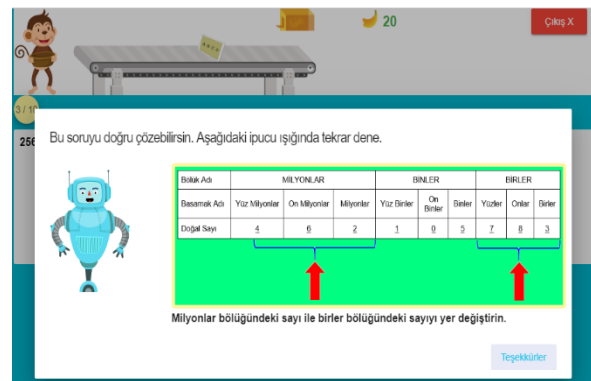 20
Çıkış X
3 / 10
256
Bu soruyu doğru çözebilirsin. Aşağıdaki ipucu ışığında tekrar dene.
Bölük Adı MİLYONLAR BİNLER BİRLER
Basamak Adı Yüz Milyonlar On Milyonlar Milyonlar Yüz Binler On Binler Binler Yüzler Onlar Birler
Doğal Sayı 4 6 2 1 0 5 7 8 3
Milyonlar bölüğündeki sayı ile birler bölüğündeki sayıyı yer değiştirin.
Teşekkürler